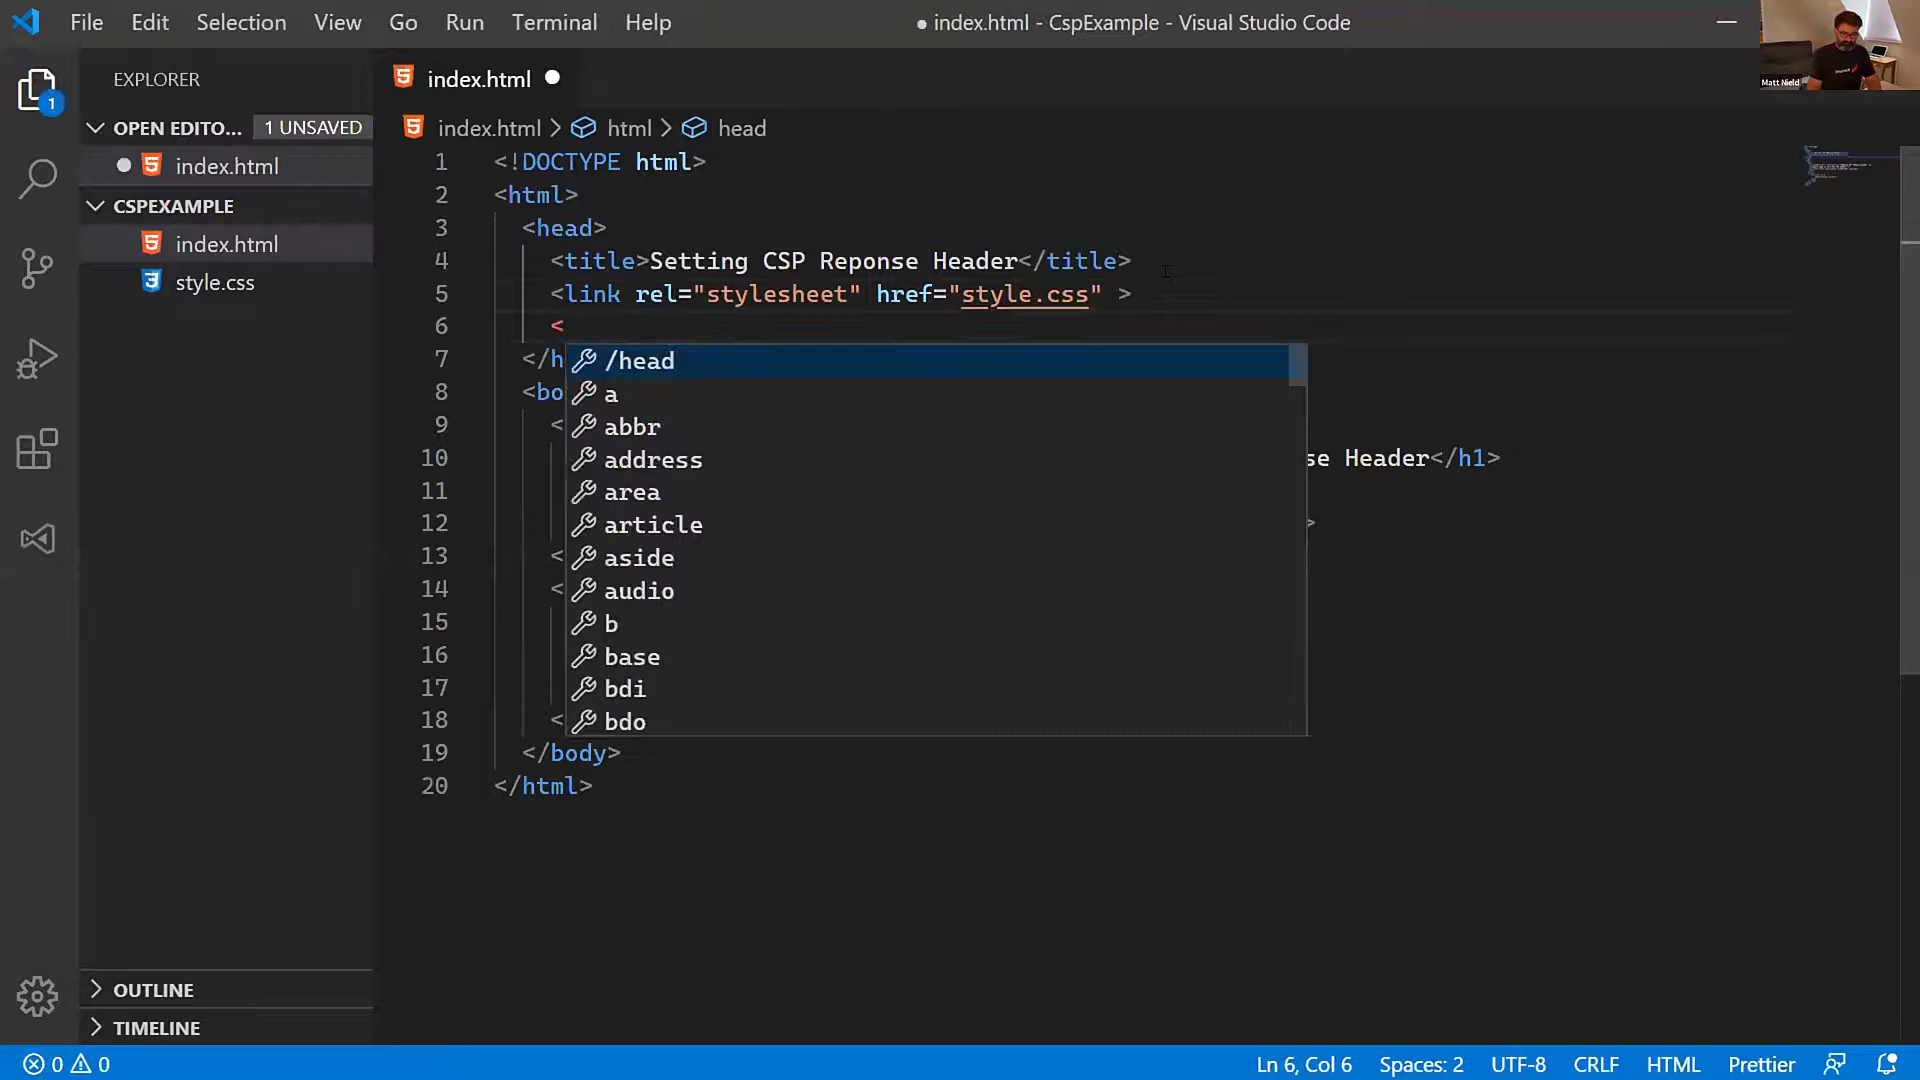 File Edit Selection View Go Run Terminal Help
● index.html - CspExample - Visual Studio Code
Matt Nield
EXPLORER
OPEN EDITO... 1 UNSAVED
index.html
CSPEXAMPLE
index.html
style.css
OUTLINE
TIMELINE
index.html
index.html > html > head
1 <!DOCTYPE html>
2 <html>
3 <head>
4 <title>Setting CSP Reponse Header</title>
5 <link rel="stylesheet" href="style.css" >
6 <
7 </h
8 <bo
9 <
10 se Header</h1>
11
12 >
13 <
14 <
15
16
17
18 <
19 </body>
20 </html>
/head
a
abbr
address
area
article
aside
audio
b
base
bdi
bdo
1
0 0
Ln 6, Col 6 Spaces: 2 UTF-8 CRLF HTML Prettier